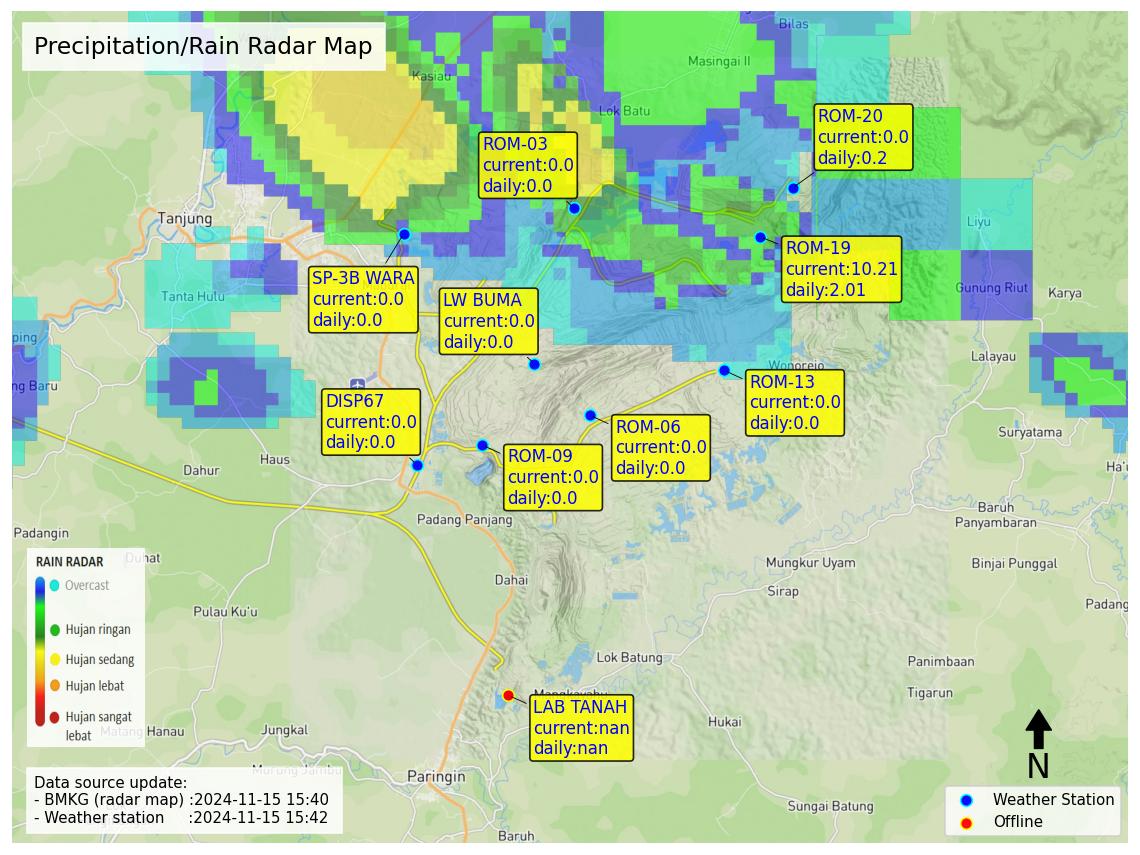 Precipitation/Rain Radar Map
Bilas
Kasiau
Masingai II
Lok Batu
ROM-20
current:0.0
daily:0.2
ROM-03
current:0.0
daily:0.0
Tanjung
Liyu
ROM-19
current:10.21
daily:2.01
SP-3B WARA
current:0.0
daily:0.0
Tanta Hulu
LW BUMA
current:0.0
daily:0.0
Gunung Riut
Karya
ping
Lalayau
Wonorejo
ng Baru
ROM-13
current:0.0
daily:0.0
DISP67
current:0.0
daily:0.0
ROM-06
current:0.0
daily:0.0
Suryatama
ROM-09
current:0.0
daily:0.0
Haus
Dahur
Ha'u
Padang Panjang
Baruh
Panyambaran
Padangin
Duhat
Mungkur Uyam
Binjai Punggal
Dahai
Sirap
Padang
Pulau Ku'u
RAIN RADAR
Overcast
Hujan ringan
Hujan sedang
Hujan lebat
Hujan sangat
lebat
Lok Batung
Panimbaan
Tigarun
Mangkayahu
LAB TANAH
current:nan
daily:nan
Hukai
Matang Hanau
Jungkal
Murung Jambu
Paringin
N
Data source update:
- BMKG (radar map) :2024-11-15 15:40
- Weather station :2024-11-15 15:42
Sungai Batung
Baruh
Weather Station
Offline